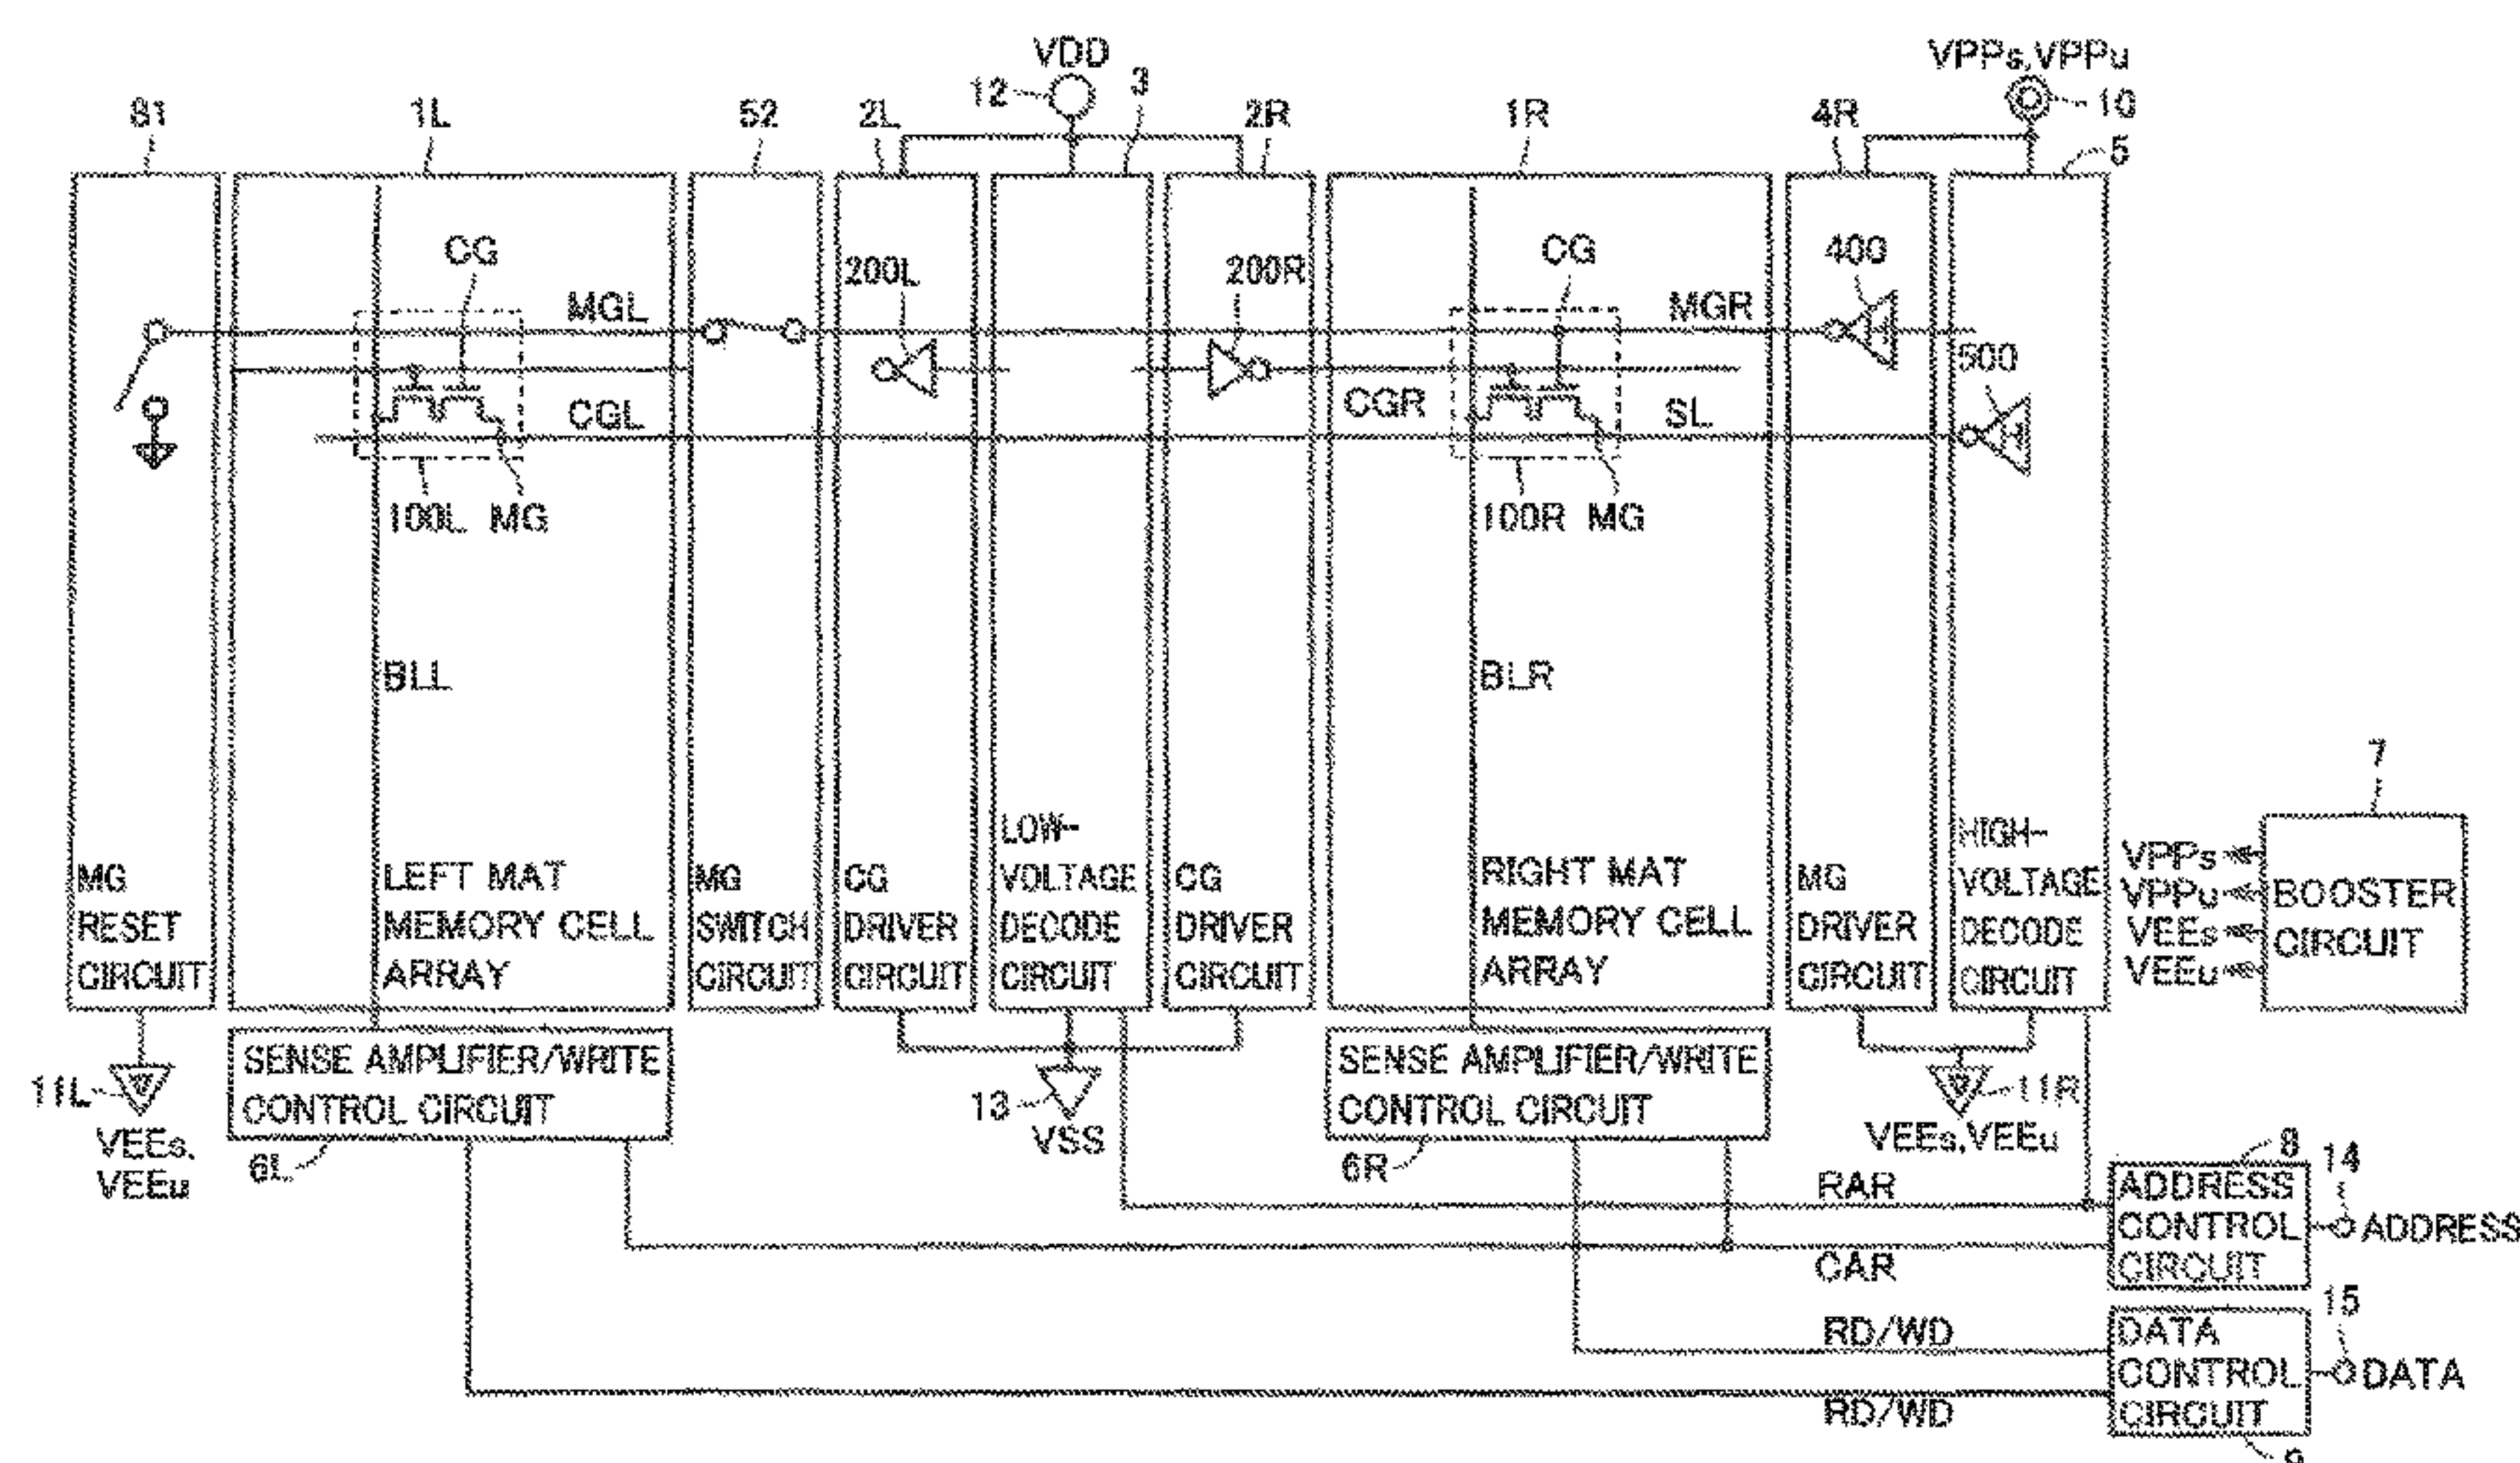 VDD
VPPs,VPPu
12
3
10
1L
52
2L
2R
1R
4R
5
CG
CG
400
MGL
200L
200R
MGR
500
CGL
CGR
SL
100L MG
100R MG
BLL
BLR
7
MG
RESET
CIRCUIT
LEFT MAT
MEMORY CELL
ARRAY
MG
SWITCH
CIRCUIT
CG
DRIVER
CIRCUIT
LOW-
VOLTAGE
DECODE
CIRCUIT
CG
DRIVER
CIRCUIT
RIGHT MAT
MEMORY CELL
ARRAY
MG
DRIVER
CIRCUIT
HIGH-
VOLTAGE
DECODE
CIRCUIT
VPPs
VPPu
VEEs
VEEu
BOOSTER
CIRCUIT
SENSE AMPLIFIER/WRITE
CONTROL CIRCUIT
SENSE AMPLIFIER/WRITE
CONTROL CIRCUIT
11L
13
11R
VEEs,
VEEu
6L
VSS
6R
VEEs,VEEu
RAR
CAR
8
14
ADDRESS
CONTROL
CIRCUIT
ADDRESS
RD/WD
RD/WD
15
DATA
CONTROL
CIRCUIT
DATA
9